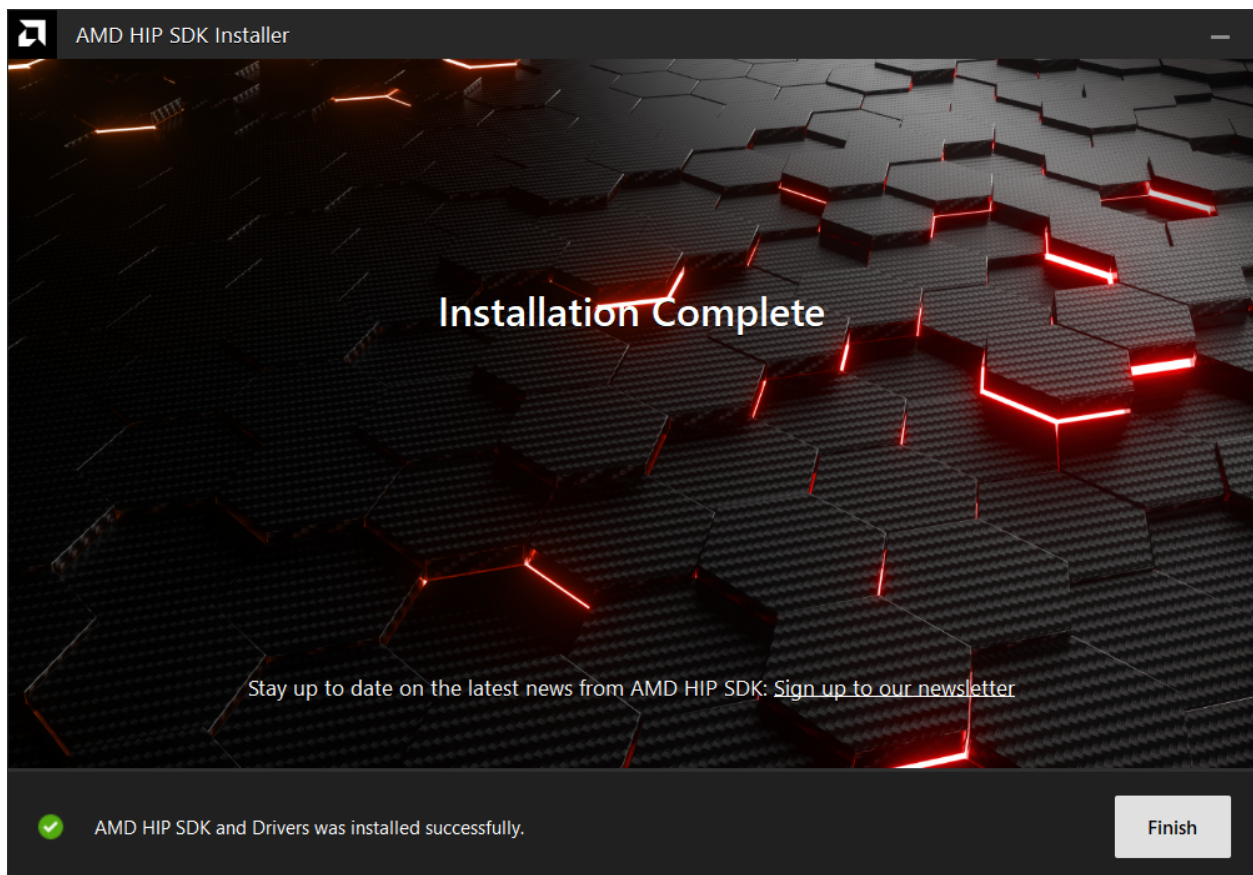 AMD HIP SDK Installer
Installation Complete
Stay up to date on the latest news from AMD HIP SDK: Sign up to our newsletter
AMD HIP SDK and Drivers was installed successfully.
Finish